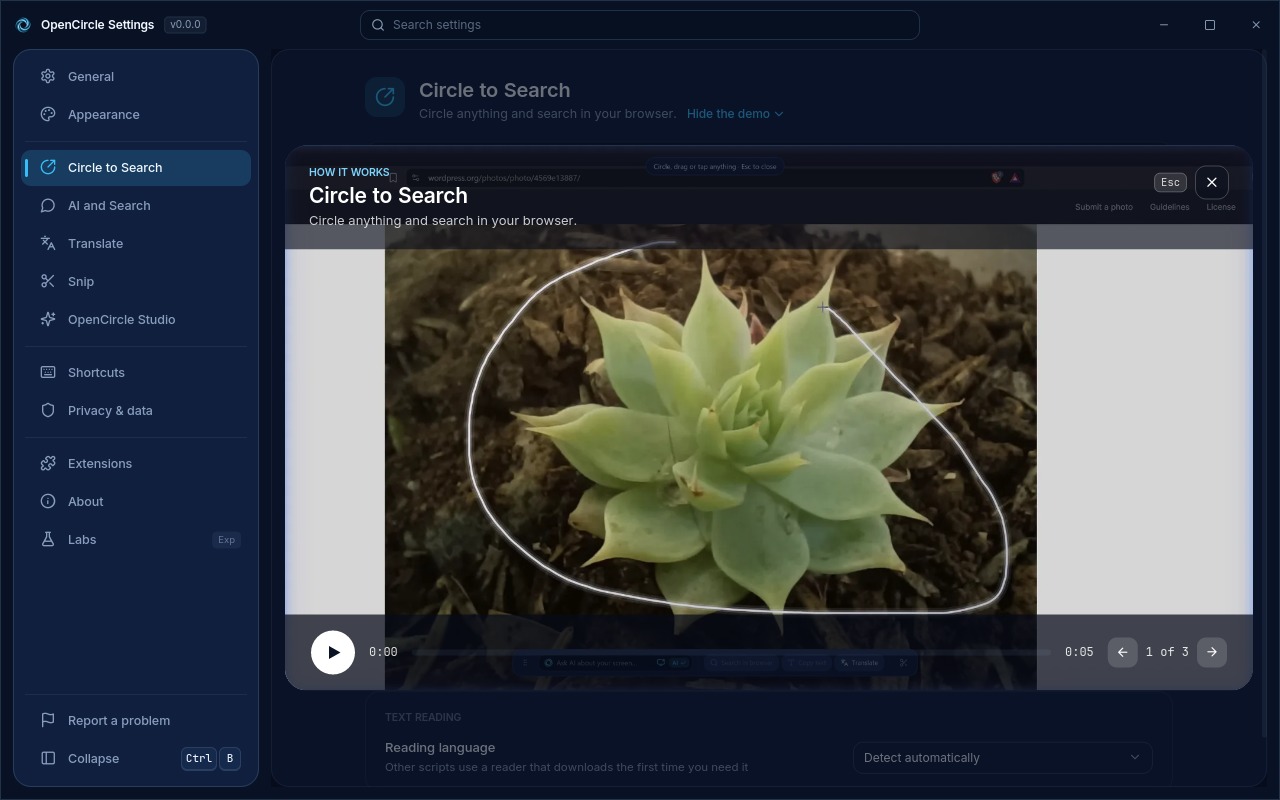 OpenCircle Settings v0.0.0
Search settings
General
Appearance
Circle to Search
AI and Search
Translate
Snip
OpenCircle Studio
Shortcuts
Privacy & data
Extensions
About
Labs Exp
Report a problem
Collapse Ctrl B
Circle to Search
Circle anything and search in your browser. Hide the demo
Circle, drag or tap anything · Esc to close
wordpress.org/photos/photo/4569e13887/
HOW IT WORKS
Circle to Search
Circle anything and search in your browser.
Esc
Submit a photo Guidelines License
Ask AI about your screen...
Translate
0:00 0:05 1 of 3
TEXT READING
Reading language
Other scripts use a reader that downloads the first time you need it
Detect automatically